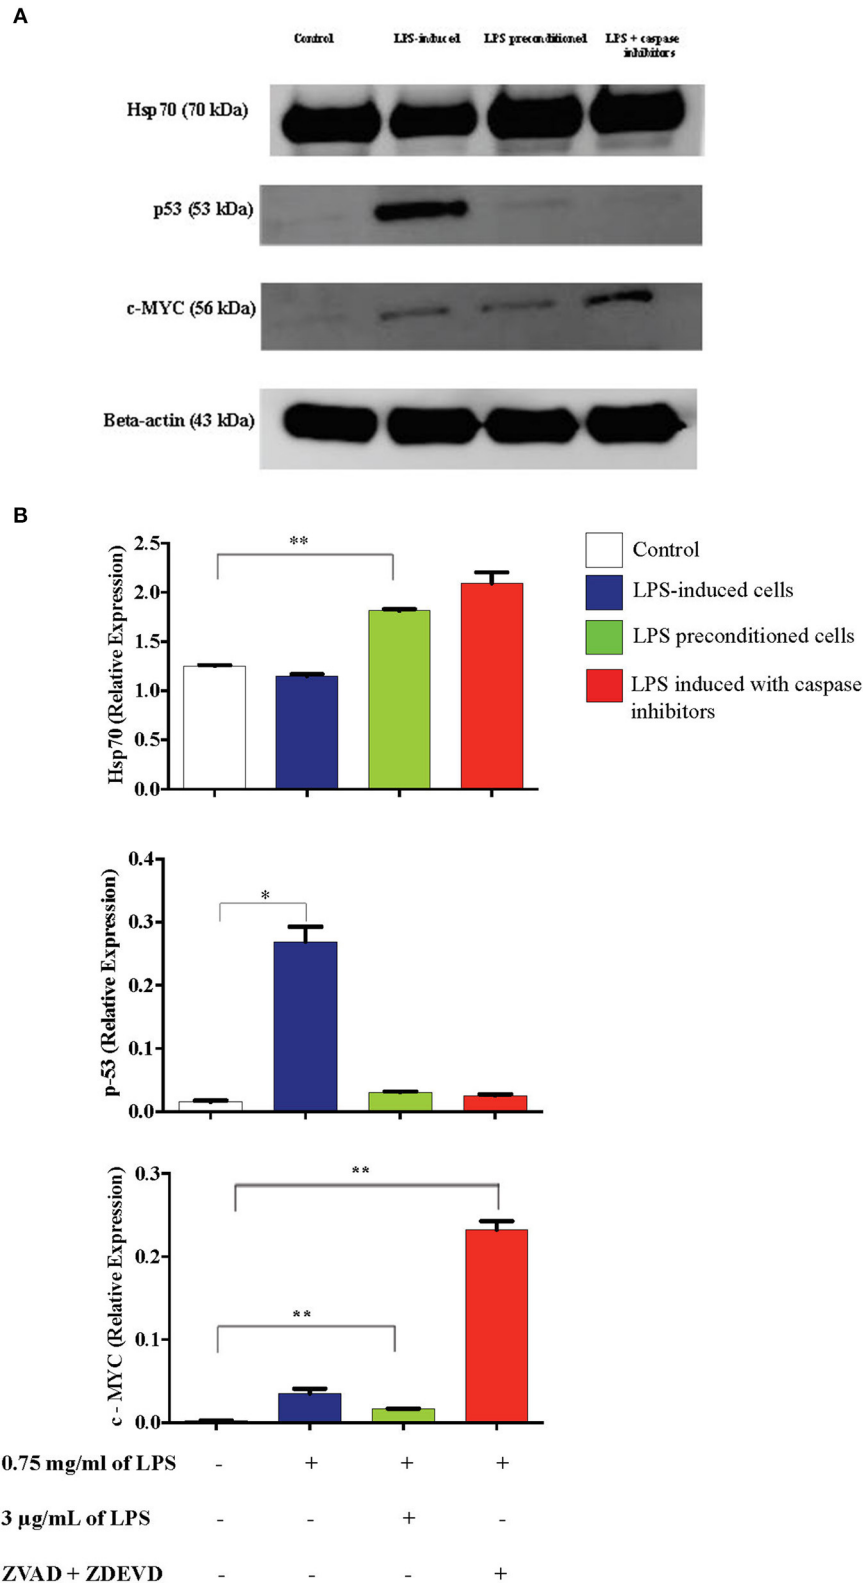 A
Control LPS-induced LPS preconditioned LPS + caspase
inhibitors
Hsp70 (70 kDa)
p53 (53 kDa)
c-MYC (56 kDa)
Beta-actin (43 kDa)
B
Hsp70 (Relative Expression)
2.5
2.0
1.5
1.0
0.5
0.0
**
Control
LPS-induced cells
LPS preconditioned cells
LPS induced with caspase
inhibitors
p-53 (Relative Expression)
0.4
0.3
0.2
0.1
0.0
*
c - MYC (Relative Expression)
0.3
0.2
0.1
0.0
**
**
0.75 mg/ml of LPS - + + +
3 µg/mL of LPS - - + -
ZVAD + ZDEVD - - - +